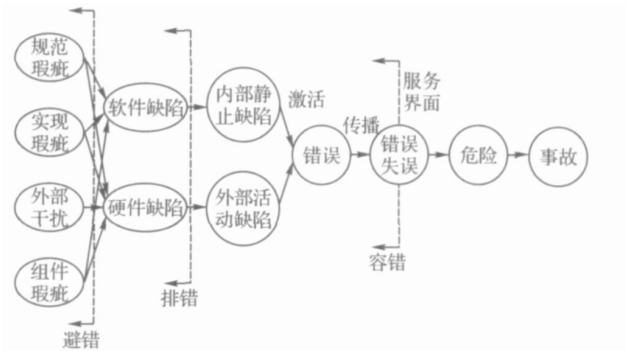 规范
瑕疵
实现
瑕疵
外部
干扰
组件
瑕疵
避错
软件缺陷
硬件缺陷
排错
内部静
止缺陷
外部活
动缺陷
激活
错误
传播
服务
界面
错误
失误
容错
危险
事故